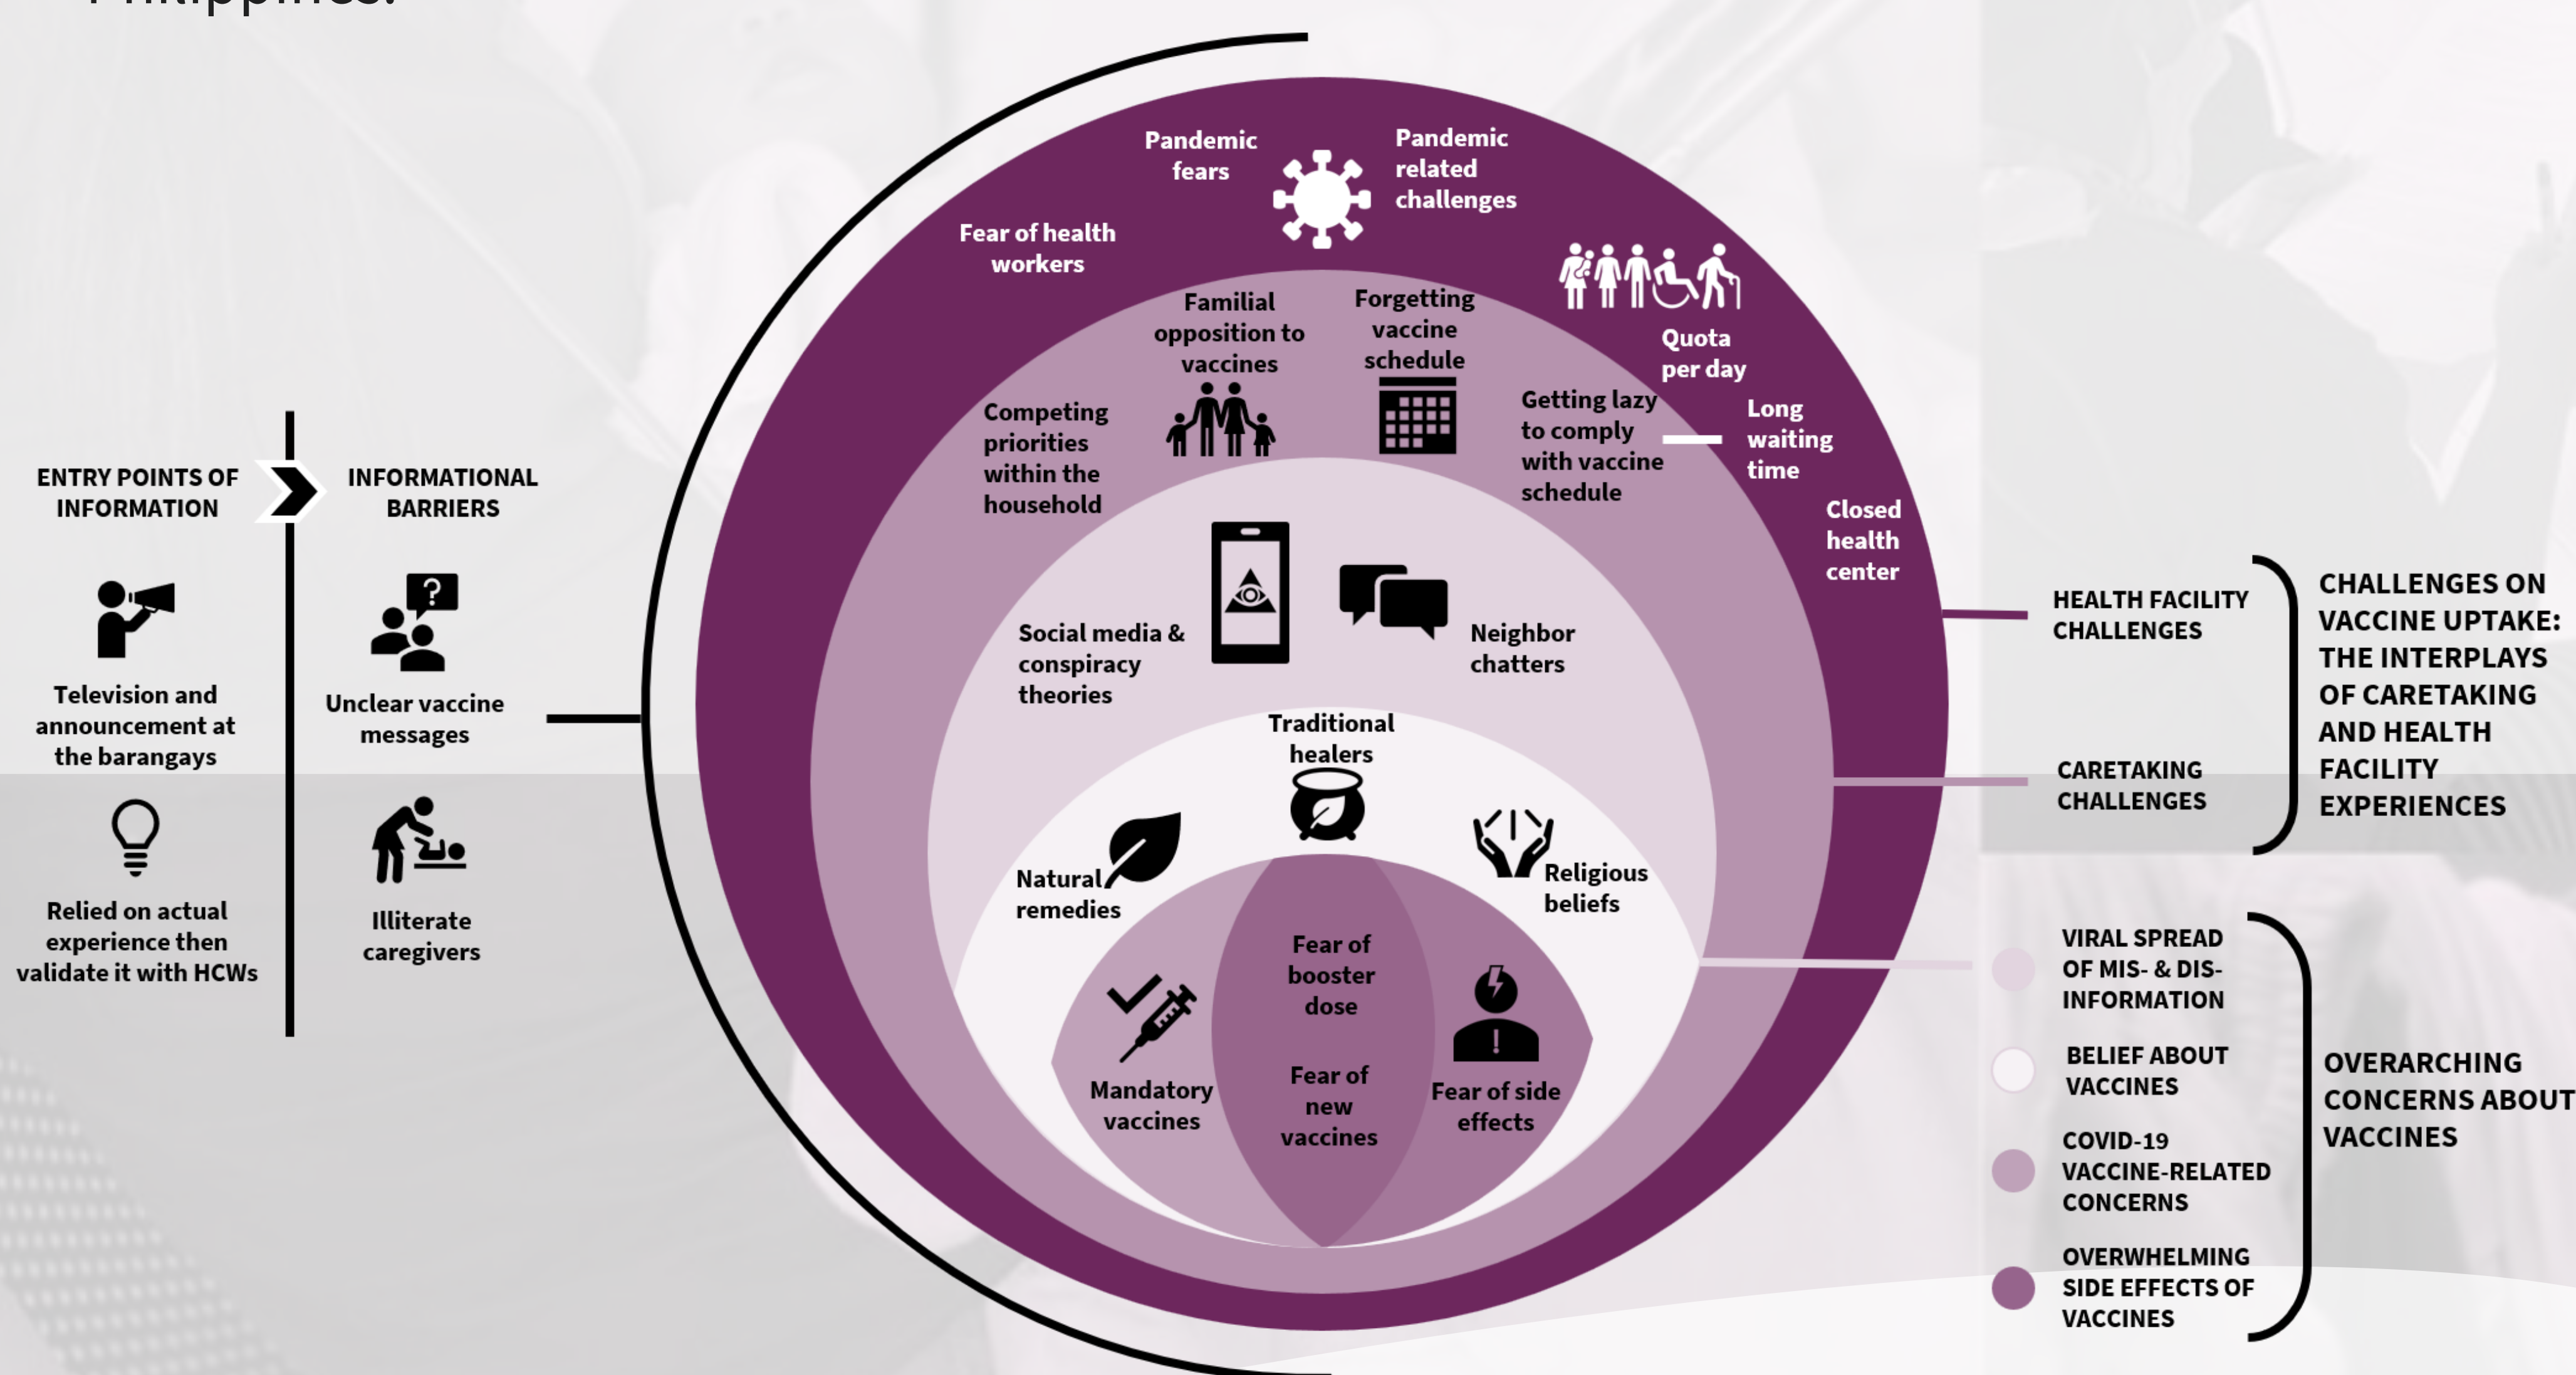 Philippines.
ENTRY POINTS OF
INFORMATION
Television and
announcement at
the barangays
Relied on actual
experience then
validate it with HCWs
INFORMATIONAL
BARRIERS
?
Unclear vaccine
messages
Illiterate
caregivers
Pandemic
fears
Pandemic
related
challenges
Fear of health
workers
Quota
per day
Long
waiting
time
Closed
health
center
Familial
opposition to
vaccines
Forgetting
vaccine
schedule
Competing
priorities
within the
household
Getting lazy
to comply
with vaccine
schedule
Social media &
conspiracy
theories
Neighbor
chatters
Traditional
healers
Natural
remedies
Religious
beliefs
Mandatory
vaccines
Fear of
booster
dose
Fear of
new
vaccines
!
Fear of side
effects
HEALTH FACILITY
CHALLENGES
CARETAKING
CHALLENGES
CHALLENGES ON
VACCINE UPTAKE:
THE INTERPLAYS
OF CARETAKING
AND HEALTH
FACILITY
EXPERIENCES
VIRAL SPREAD
OF MIS- & DIS-
INFORMATION
BELIEF ABOUT
VACCINES
COVID-19
VACCINE-RELATED
CONCERNS
OVERWHELMING
SIDE EFFECTS OF
VACCINES
OVERARCHING
CONCERNS ABOUT
VACCINES